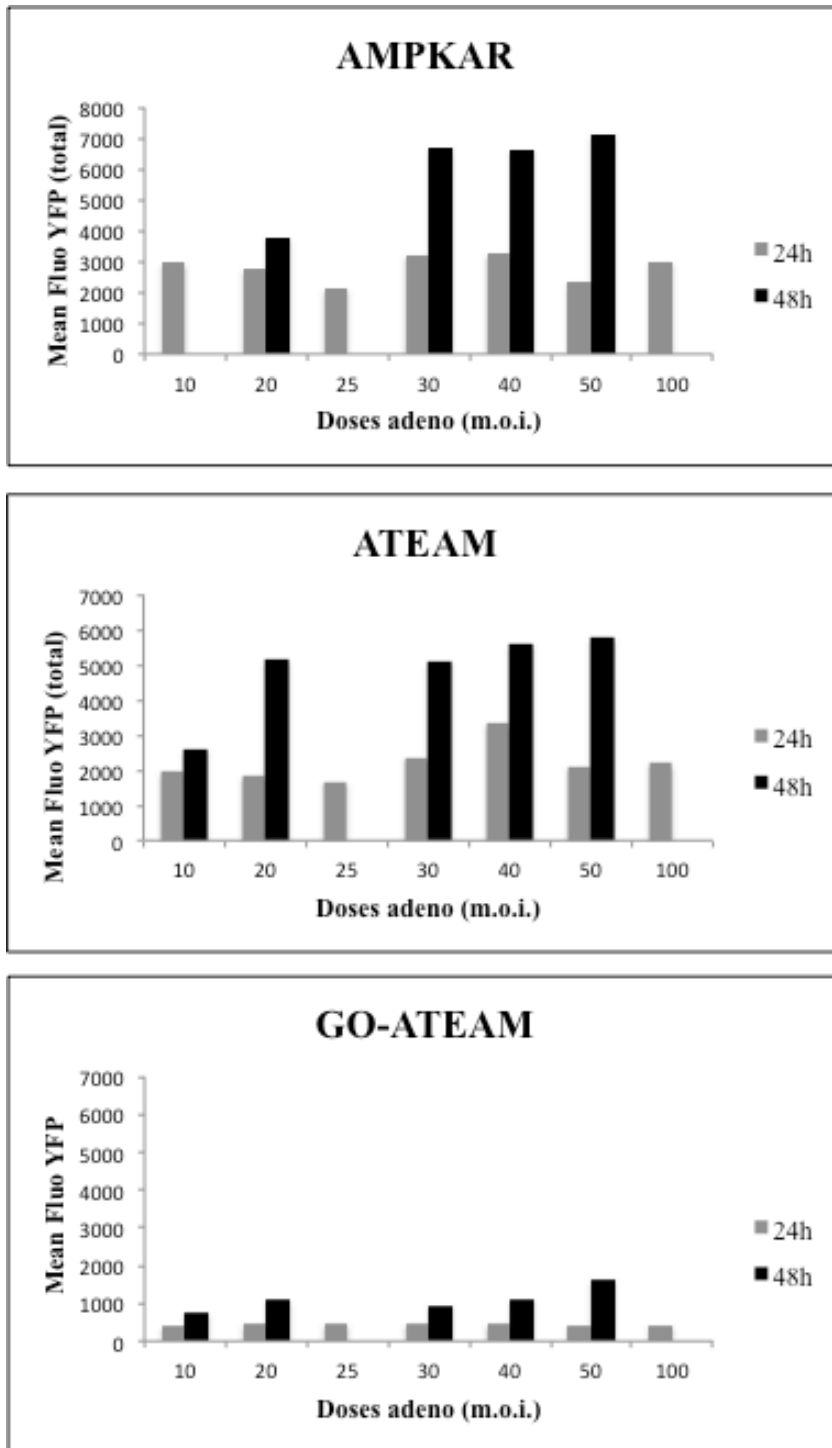 AMPKAR
Mean Fluo YFP (total)
8000
7000
6000
5000
4000
3000
2000
1000
0
10 20 25 30 40 50 100
Doses adeno (m.o.i.)
24h
48h
ATEAM
Mean Fluo YFP (total)
7000
6000
5000
4000
3000
2000
1000
0
10 20 25 30 40 50 100
Doses adeno (m.o.i.)
24h
48h
GO-ATEAM
Mean Fluo YFP
7000
6000
5000
4000
3000
2000
1000
0
10 20 25 30 40 50 100
Doses adeno (m.o.i.)
24h
48h